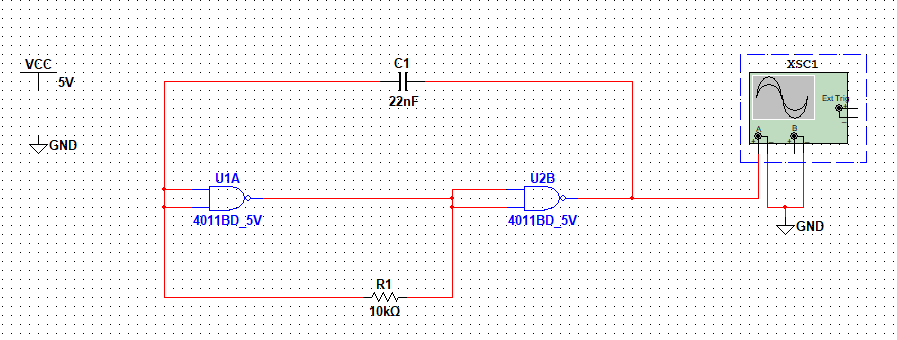 VCC
5V
GND
C1
22nF
XSC1
Ext Trig
+
_
A
B
+
_
+
_
U1A
4011BD_5V
U2B
4011BD_5V
GND
R1
10kΩ